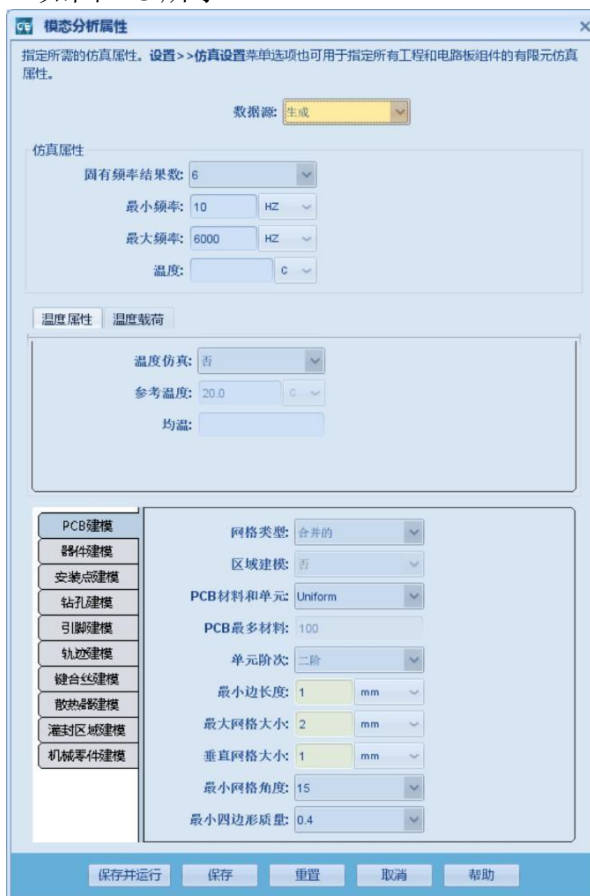 模态分析属性
指定所需的仿真属性。设置>>仿真设置菜单选项也可用于指定所有工程和电路板组件的有限元仿真
属性。
数据源: 生成
仿真属性
固有频率结果数: 6
最小频率: 10 HZ
最大频率: 6000 HZ
温度: C
温度属性 温度载荷
温度仿真: 否
参考温度: 20.0 C
均温:
PCB建模
器件建模
安装点建模
钻孔建模
引脚建模
轨迹建模
键合丝建模
散热器建模
灌封区域建模
机械零件建模
网格类型: 合并的
区域建模: 否
PCB材料和单元: Uniform
PCB最多材料: 100
单元阶次: 二阶
最小边长度: 1 mm
最大网格大小: 2 mm
垂直网格大小: 1 mm
最小网格角度: 15
最小四边形质量: 0.4
保存并运行 保存 重置 取消 帮助